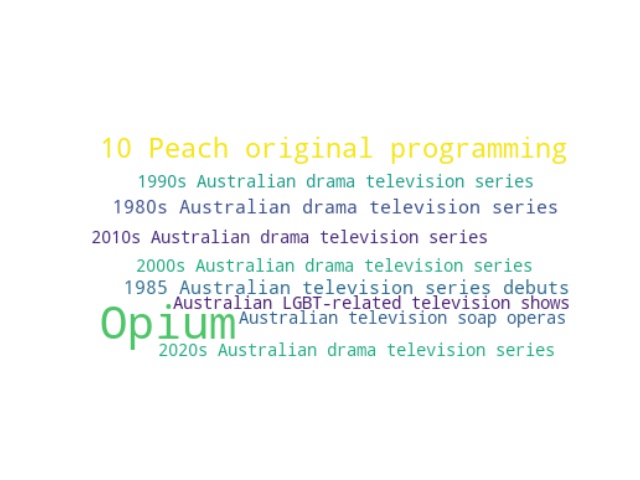 10 Peach original programming
1990s Australian drama television series
1980s Australian drama television series
2010s Australian drama television series
2000s Australian drama television series
1985 Australian television series debuts
Australian LGBT-related television shows
Opium
Australian television soap operas
2020s Australian drama television series